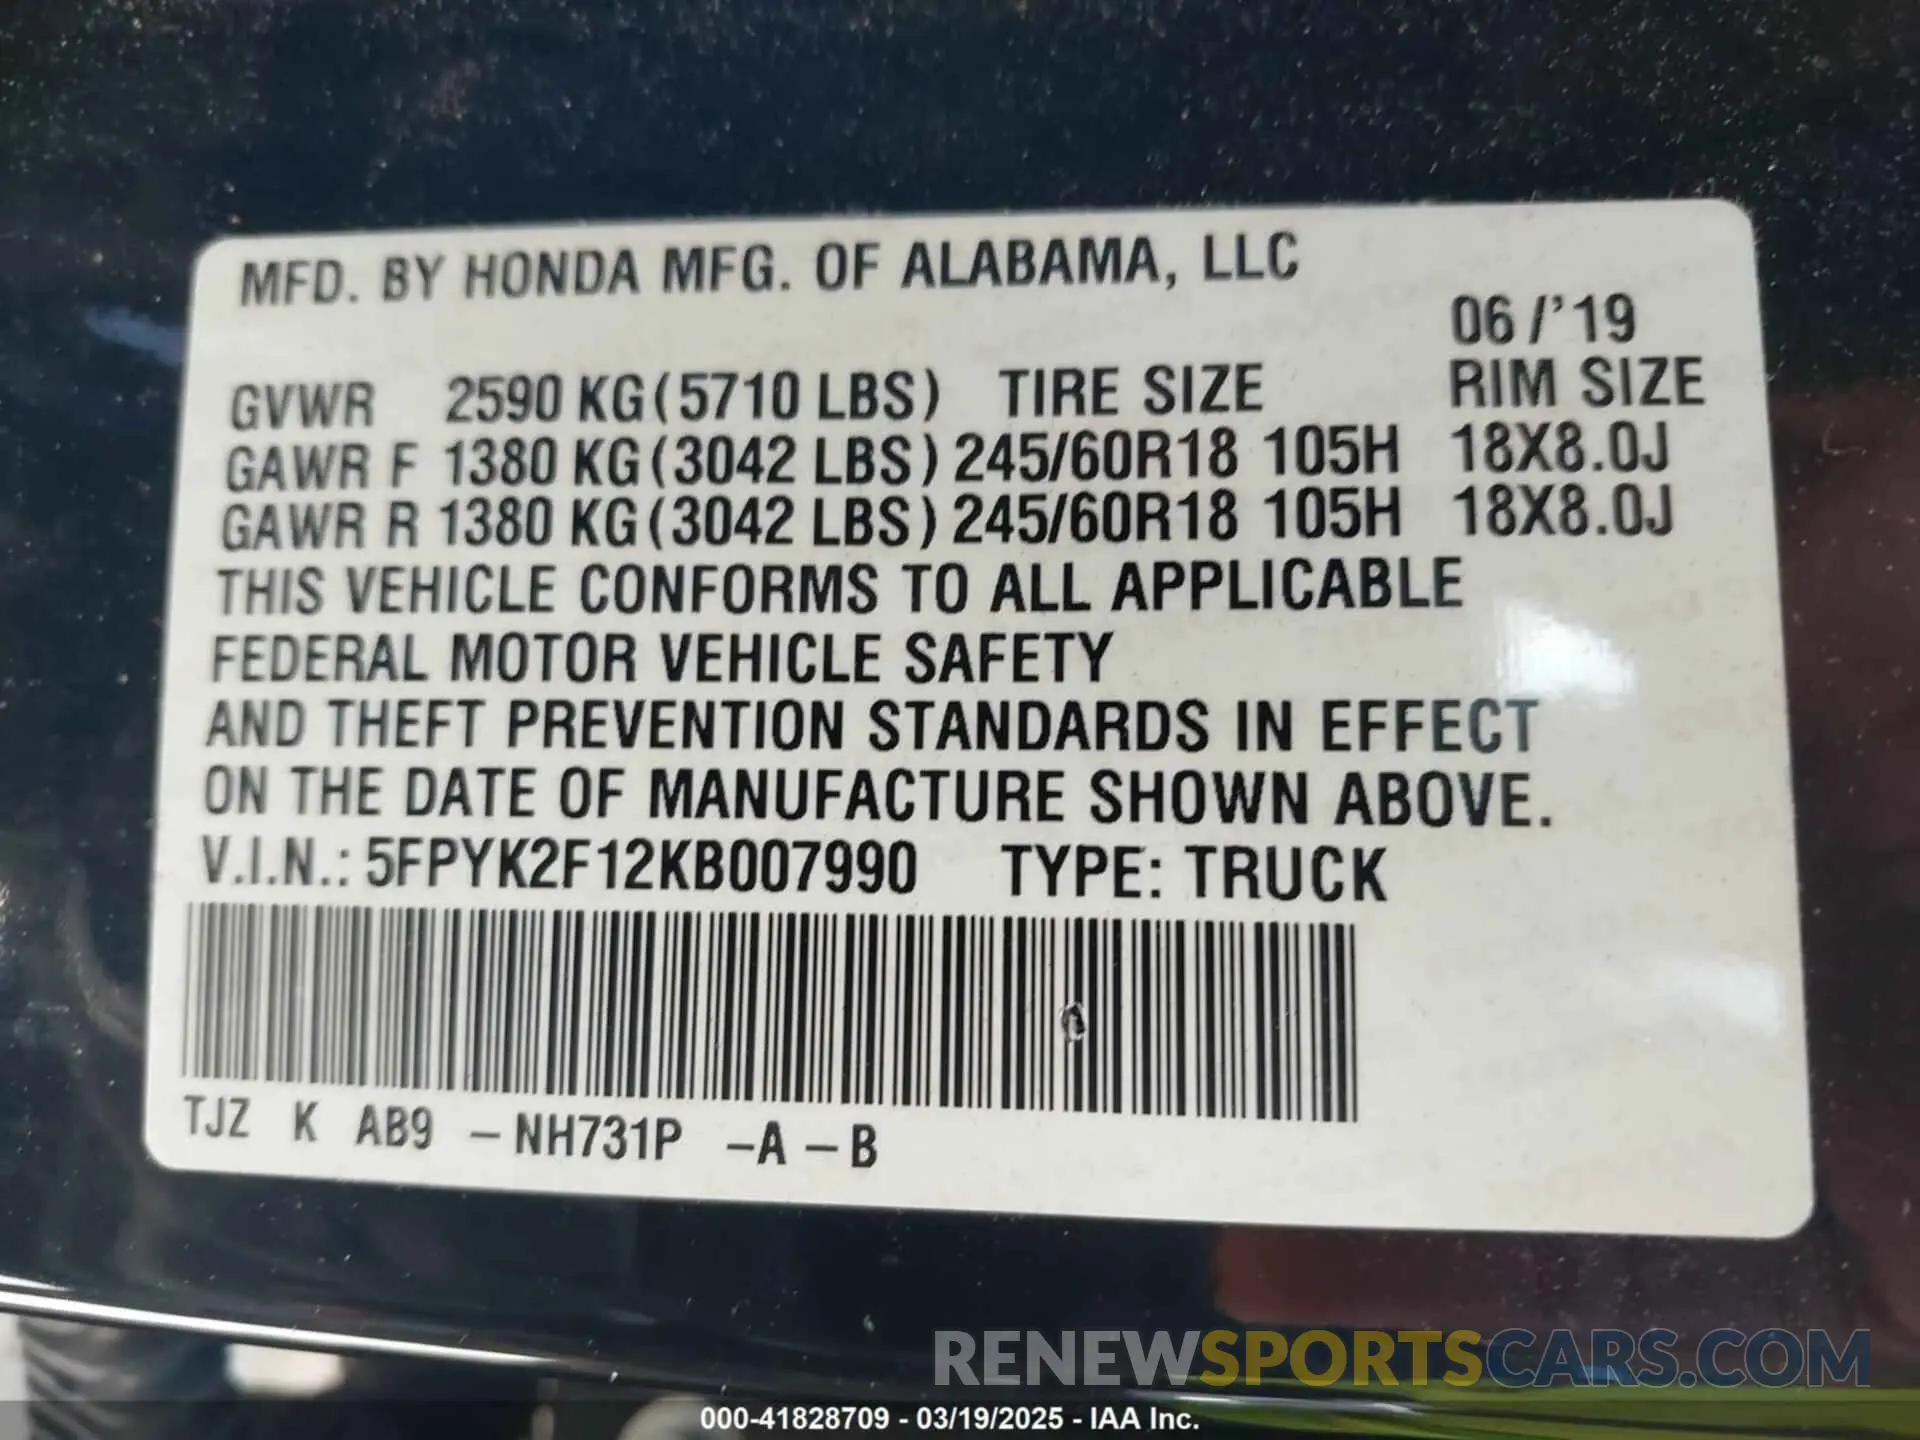 MFD. BY HONDA MFG. OF ALABAMA, LLC
06 /'19
GVWR 2590 KG (5710 LBS) TIRE SIZE RIM SIZE
GAWR F 1380 KG (3042 LBS) 245/60R18 105H 18X8.0J
GAWR R 1380 KG (3042 LBS) 245/60R18 105H 18X8.0J
THIS VEHICLE CONFORMS TO ALL APPLICABLE
FEDERAL MOTOR VEHICLE SAFETY
AND THEFT PREVENTION STANDARDS IN EFFECT
ON THE DATE OF MANUFACTURE SHOWN ABOVE.
V.I.N.: 5FPYK2F12KB007990 TYPE: TRUCK
TJZ K AB9 – NH731P –A – B
RENEWSPORTSCARS.COM
000-41828709 - 03/19/2025 - IAA Inc.